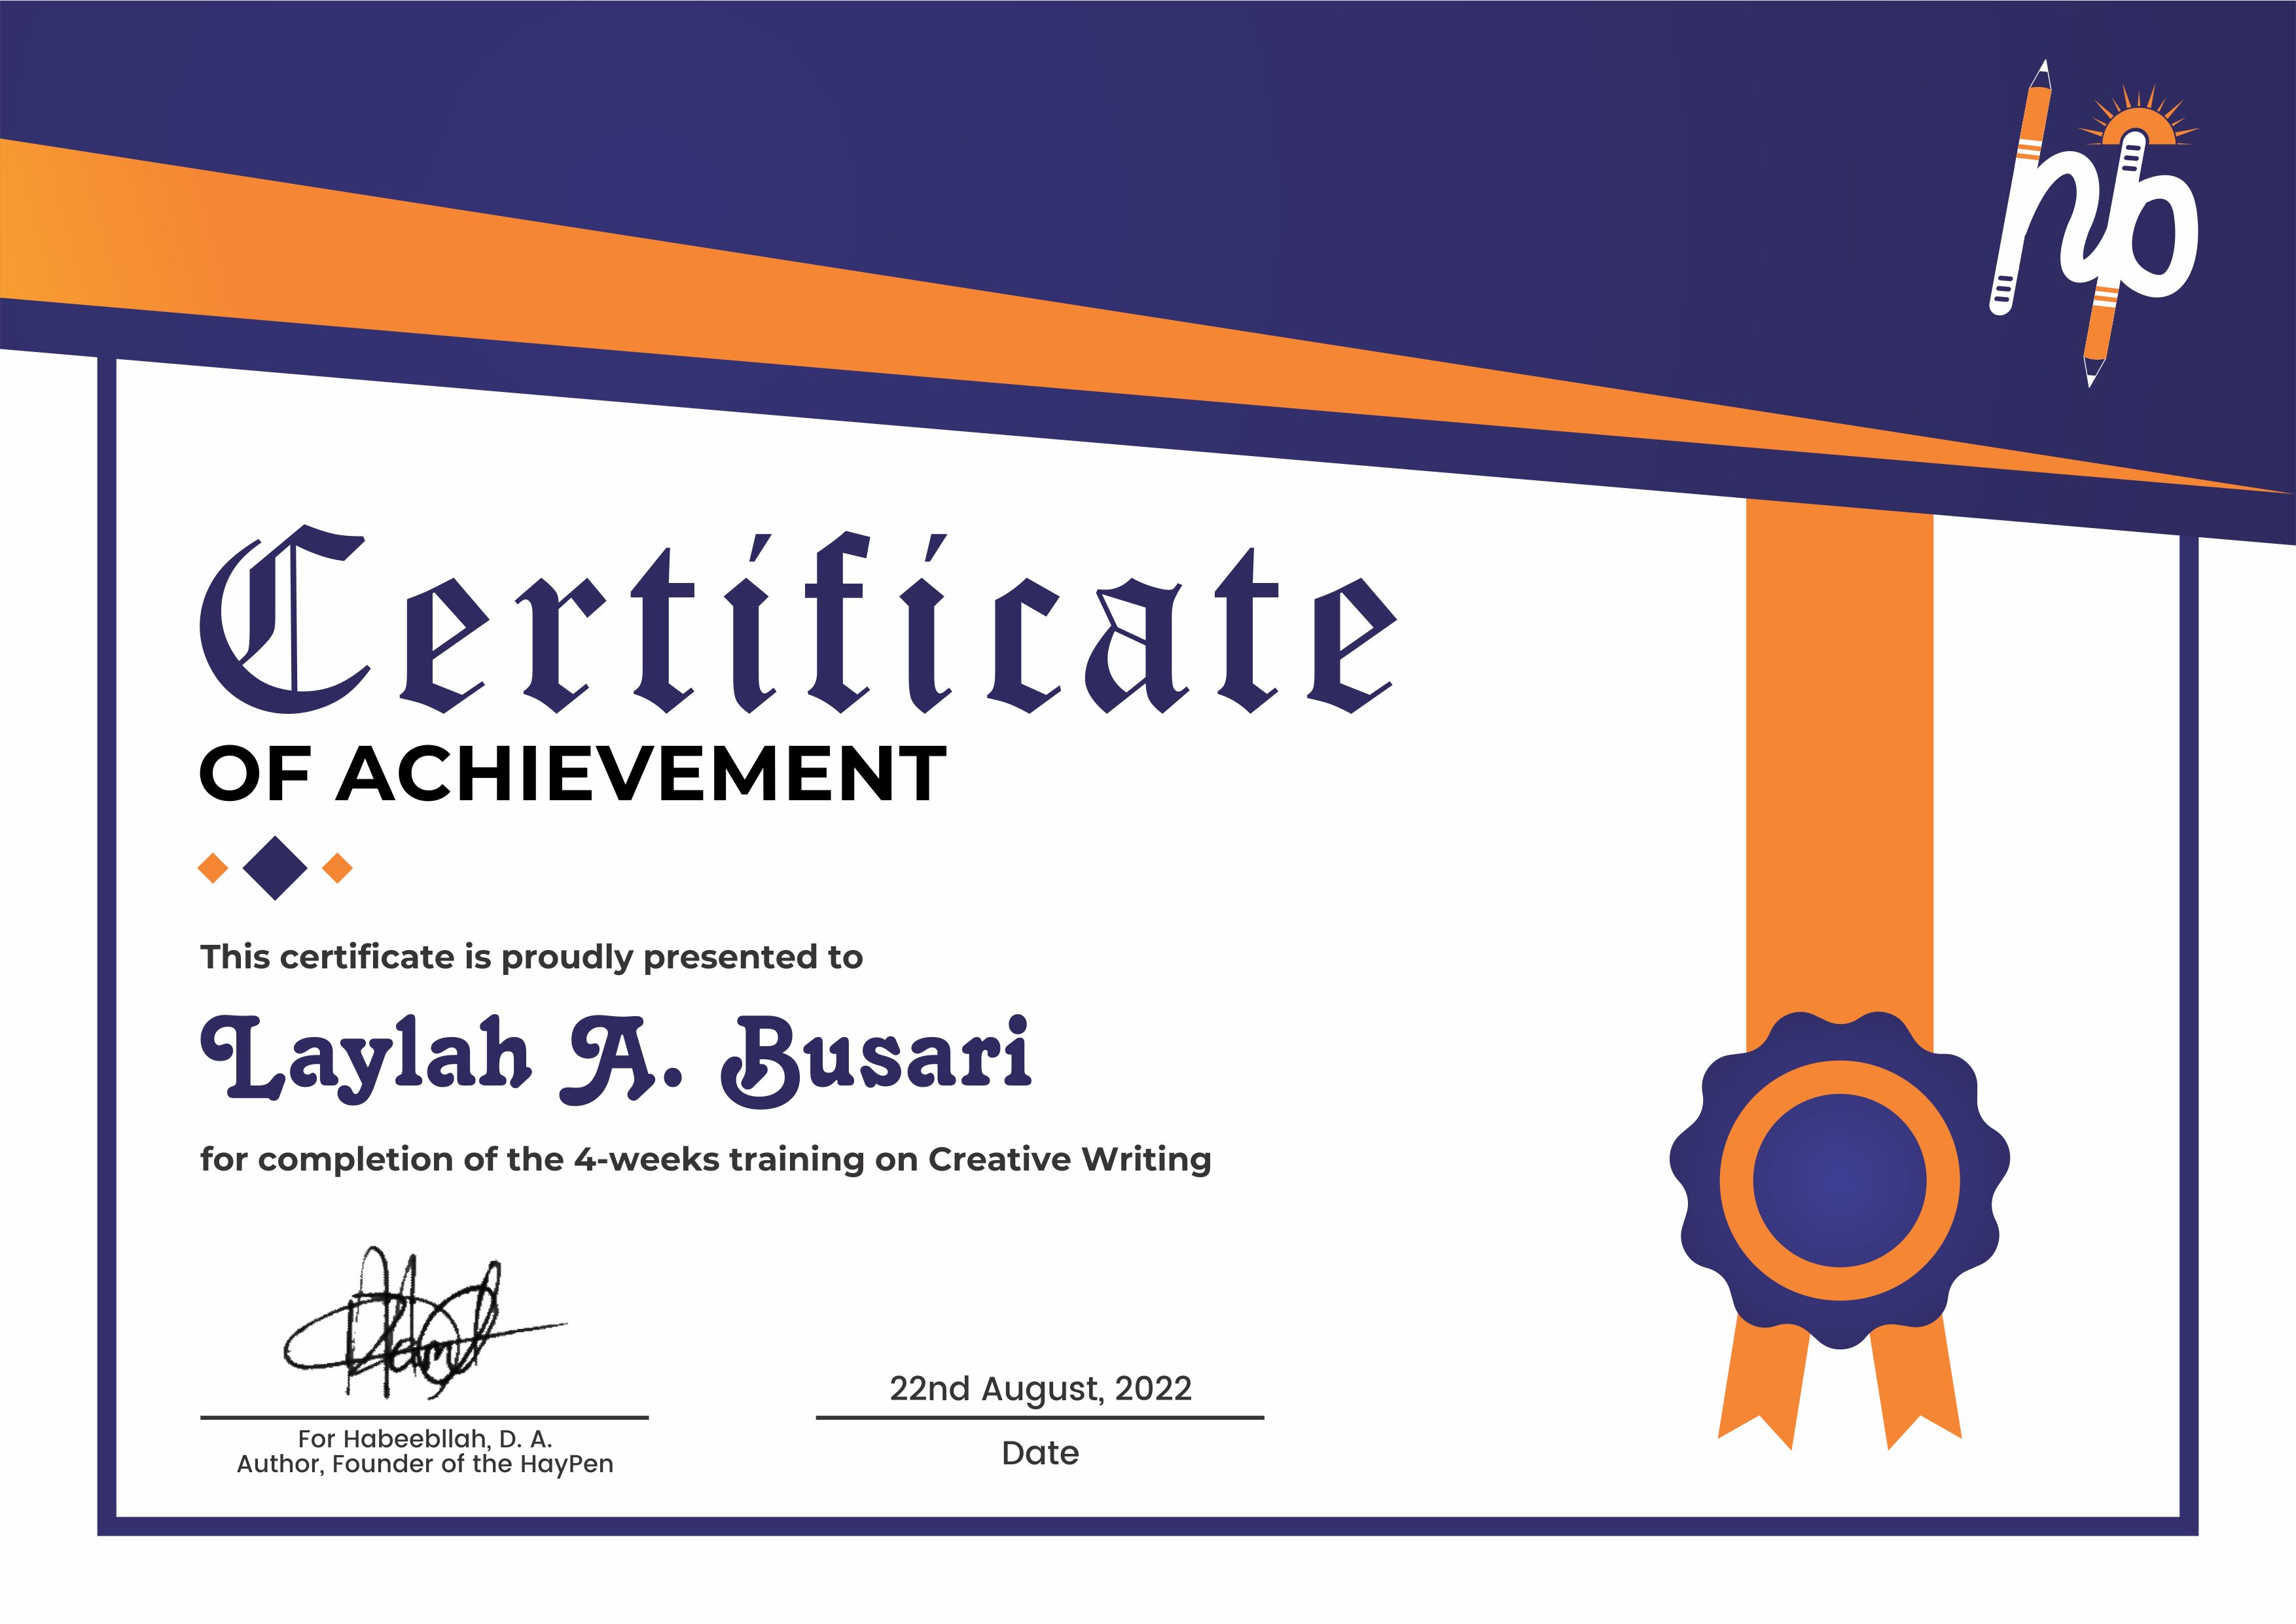 hp
Certificate
OF ACHIEVEMENT
This certificate is proudly presented to
Laylah A. Busari
for completion of the 4-weeks training on Creative Writing
22nd August, 2022
For Habeebllah, D. A.
Author, Founder of the HayPen
Date